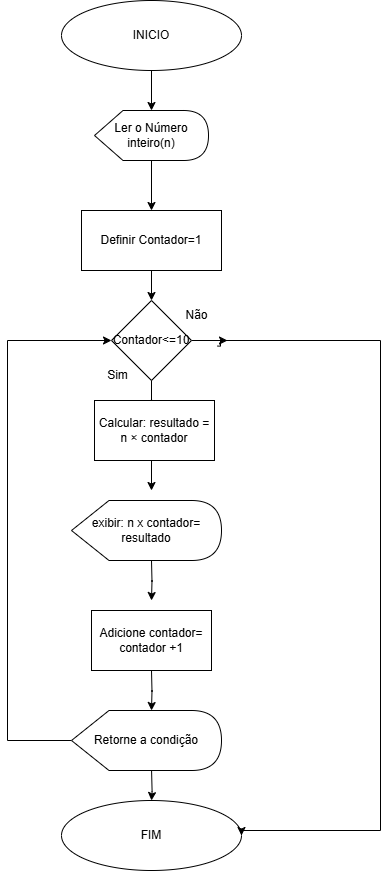 INICIO
Ler o Número
inteiro(n)
Definir Contador=1
Não
Contador<=10
Sim
Calcular: resultado =
n × contador
exibir: n x contador=
resultado
Adicione contador=
contador +1
Retorne a condição
FIM